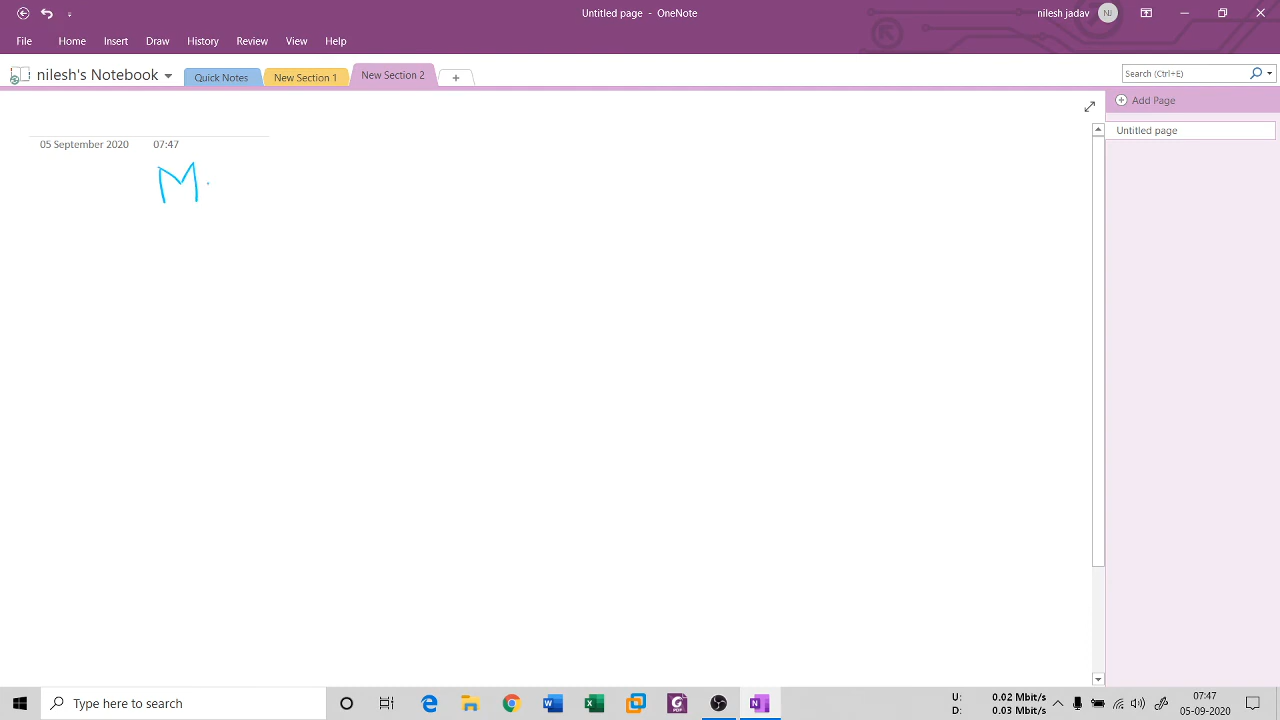 Untitled page - OneNote
nilesh jadav NJ
File Home Insert Draw History Review View Help
nilesh's Notebook Quick Notes New Section 1 New Section 2 + Search (Ctrl+E)
Add Page
05 September 2020 07:47
Untitled page
M
Type here to search
U: 0.02 Mbit/s
D: 0.03 Mbit/s
07:47
05-09-2020